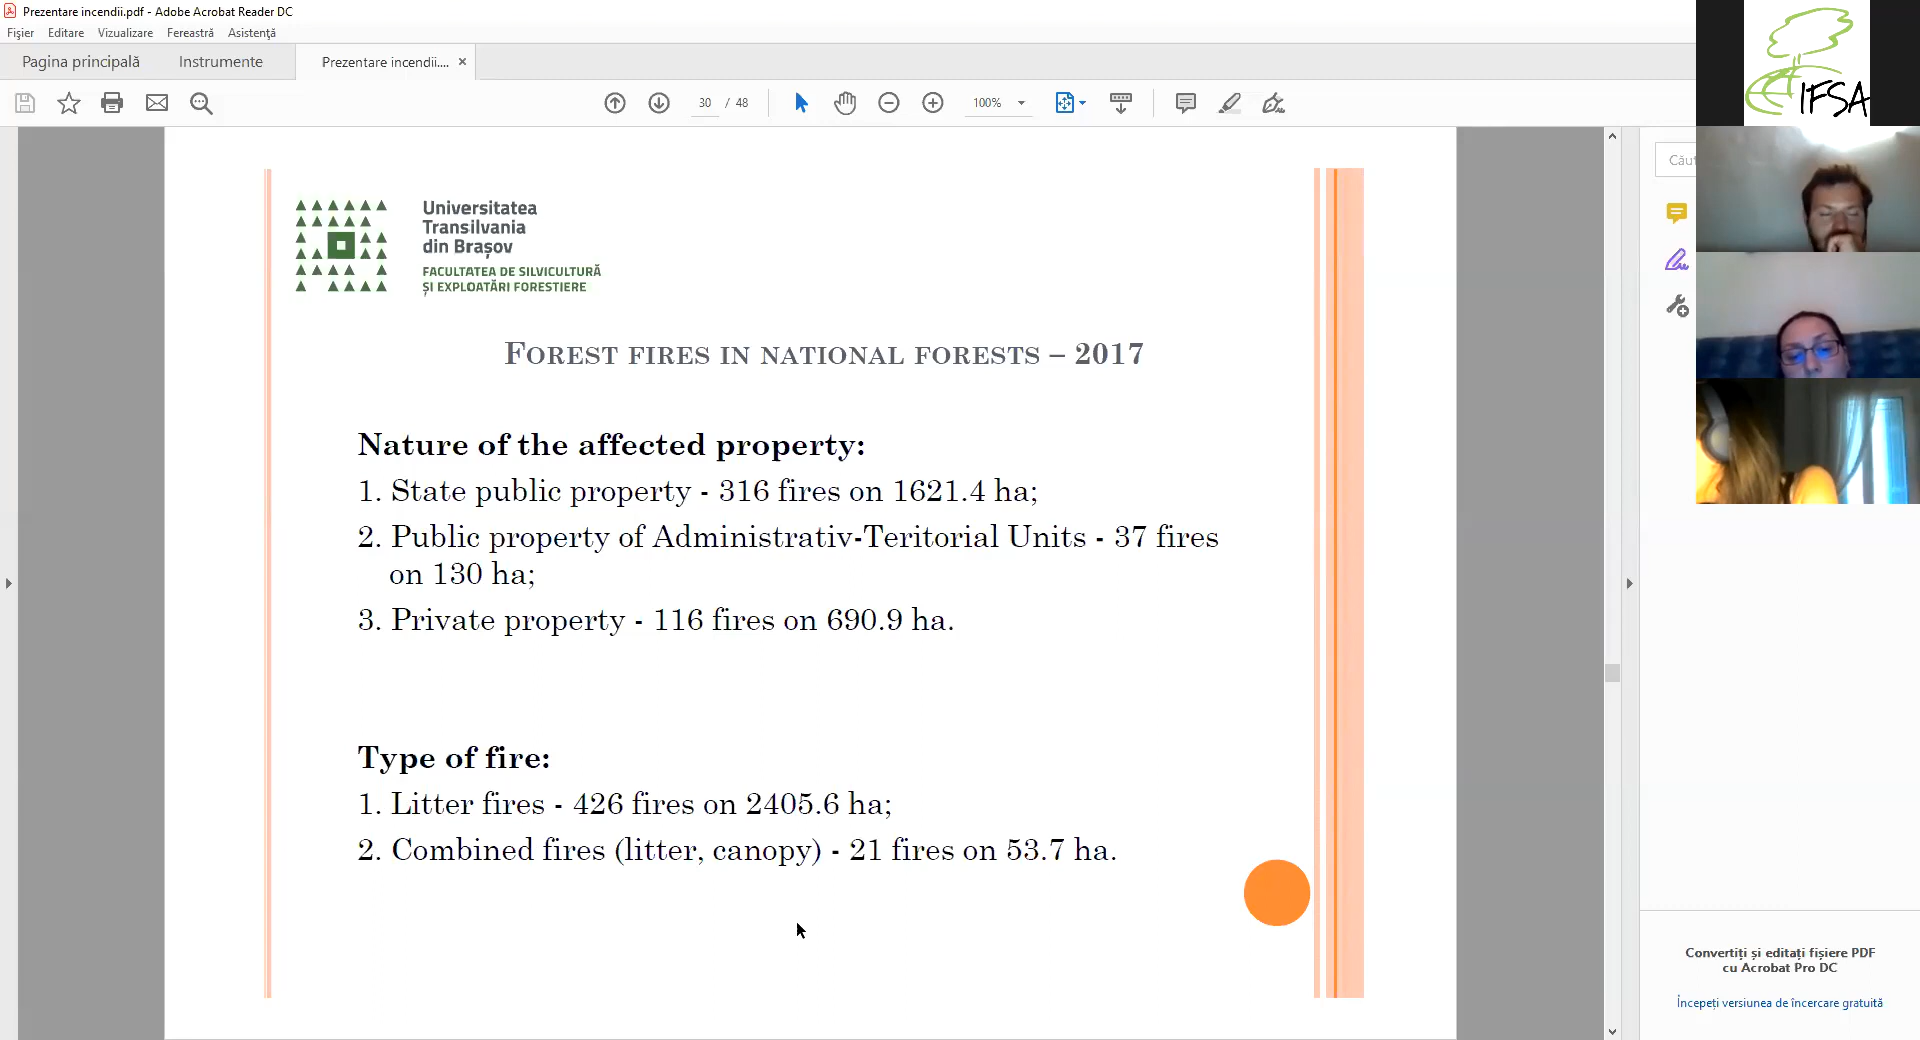 Prezentare incendii.pdf - Adobe Acrobat Reader DC
Fișier Editare Vizualizare Fereastră Asistență
Pagina principală Instrumente Prezentare incendii.... ×
30 / 48 100%
IFSA
Universitatea
Transilvania
din Brașov
FACULTATEA DE SILVICULTURĂ
ȘI EXPLOATĂRI FORESTIERE
FOREST FIRES IN NATIONAL FORESTS – 2017
Nature of the affected property:
1. State public property - 316 fires on 1621.4 ha;
2. Public property of Administrativ-Teritorial Units - 37 fires
on 130 ha;
3. Private property - 116 fires on 690.9 ha.
Type of fire:
1. Litter fires - 426 fires on 2405.6 ha;
2. Combined fires (litter, canopy) - 21 fires on 53.7 ha.
Cău
Convertiți și editați fișiere PDF
cu Acrobat Pro DC
Începeți versiunea de încercare gratuită